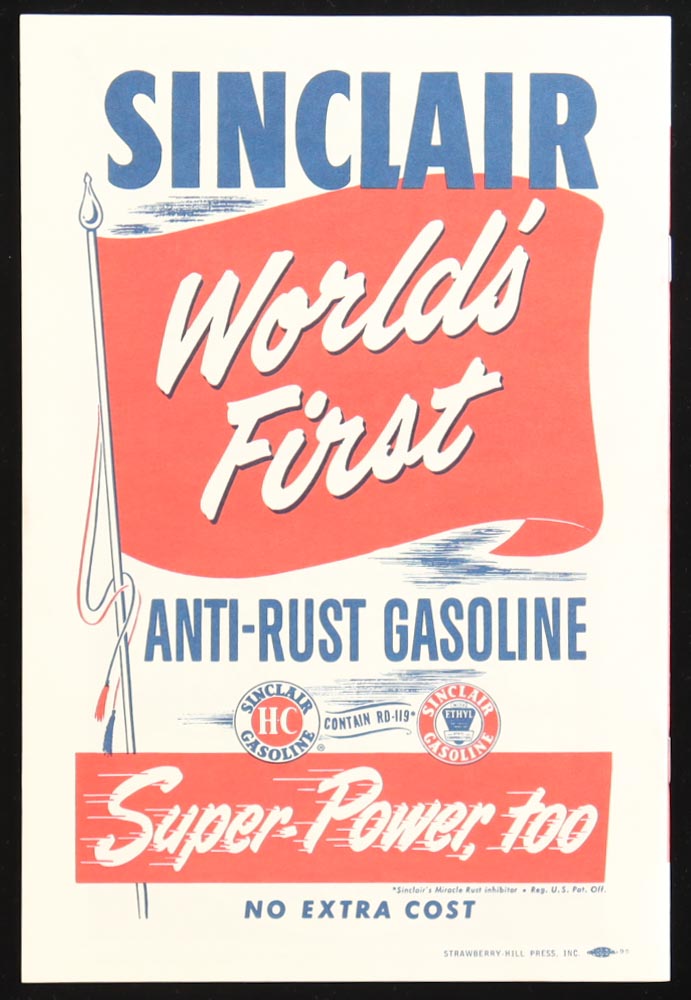 SINCLAIR
World's
First
ANTI-RUST GASOLINE
SINCLAIR
H-C
GASOLINE
®
CONTAIN RD-119*
SINCLAIR
ETHYL
GASOLINE
Super-Power, too
*Sinclair's Miracle Rust inhibitor • Reg. U.S. Pat. Off.
NO EXTRA COST
STRAWBERRY-HILL PRESS, INC.